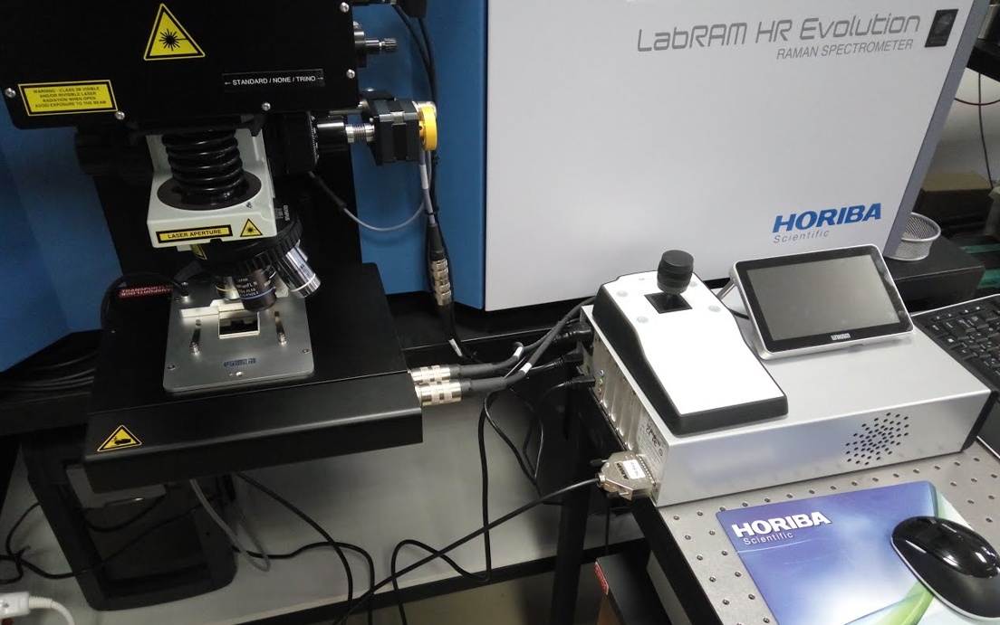 LabRAM HR Evolution
RAMAN SPECTROMETER
← STANDARD / NONE / TRINO →
WARNING - CLASS 3B VISIBLE
AND/OR INVISIBLE LASER
RADIATION WHEN OPEN
AVOID EXPOSURE TO THE BEAM
LASER APERTURE
HORIBA
Scientific
HORIBA
Scientific